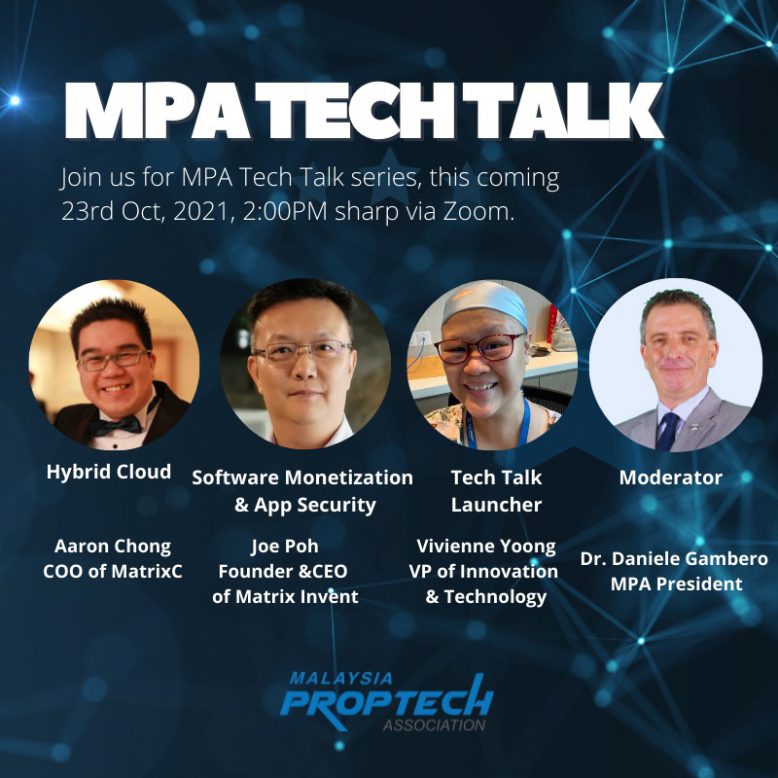 MPA TECH TALK
Join us for MPA Tech Talk series, this coming
23rd Oct, 2021, 2:00PM sharp via Zoom.
Hybrid Cloud
Aaron Chong
COO of MatrixC
Software Monetization
& App Security
Joe Poh
Founder &CEO
of Matrix Invent
Tech Talk
Launcher
Vivienne Yoong
VP of Innovation
& Technology
Moderator
Dr. Daniele Gambero
MPA President
MALAYSIA
PROPTECH
ASSOCIATION